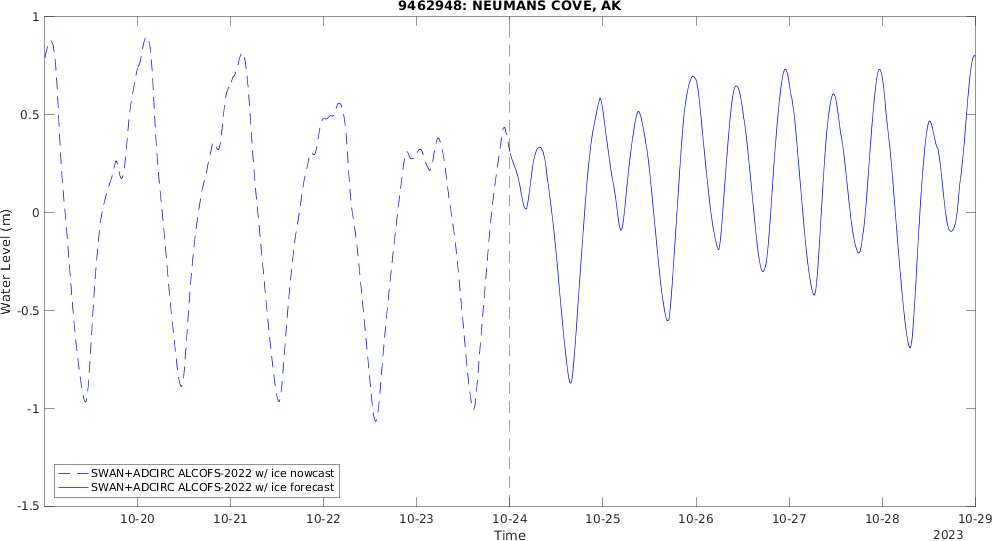 9462948: NEUMANS COVE, AK
1
0.5
0
-0.5
-1
-1.5
Water Level (m)
SWAN+ADCIRC ALCOFS-2022 w/ ice nowcast
SWAN+ADCIRC ALCOFS-2022 w/ ice forecast
10-20 10-21 10-22 10-23 10-24 10-25 10-26 10-27 10-28 10-29
Time
2023